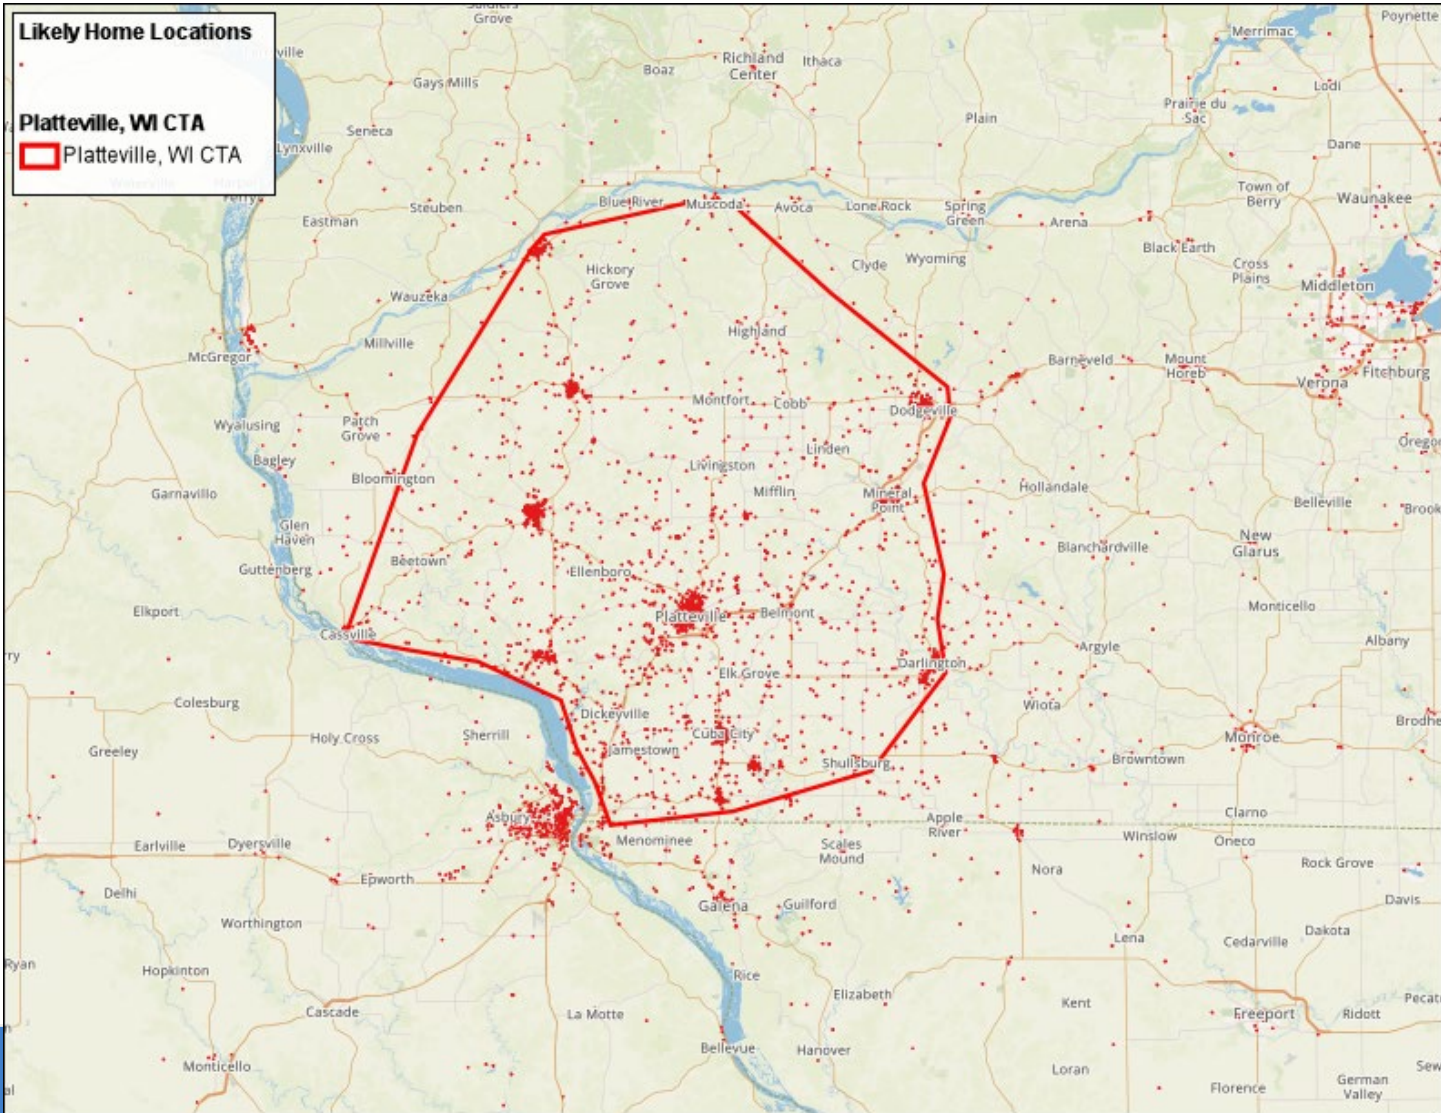 Likely Home Locations
Platteville, WI CTA
Platteville, WI CTA
Grove
Richland
Center
Ithaca
Boaz
Gays Mills
Merrimac
Poynette
Lodi
Prairie du
Sac
Plain
Seneca
Lynxville
Dane
Ferry
Eastman
Steuben
Blue River
Muscoda
Avoca
Lone Rock
Spring
Green
Arena
Town of
Berry
Waunakee
Black Earth
Cross
Plains
Middleton
Hickory
Grove
Clyde
Wyoming
Wauzeka
Millville
McGregor
Highland
Barneveld
Mount
Horeb
Verona
Fitchburg
Montfort
Cobb
Dodgeville
Wyalusing
Patch
Grove
Bagley
Bloomington
Livingston
Linden
Mifflin
Mineral
Point
Hollandale
Belleville
Brook
Oregon
Garnavillo
Glen
Haven
Guttenberg
Beetown
Ellenboro
Blanchardville
New
Glarus
Elkport
Cassville
Platteville
Belmont
Monticello
Argyle
Albany
ry
Elk Grove
Darlington
Colesburg
Dickeyville
Wiota
Greeley
Holy Cross
Sherrill
Jamestown
Cuba City
Shullsburg
Browntown
Monroe
Brodhe
Asbury
Menominee
Apple
River
Clarno
Earlville
Dyersville
Scales
Mound
Winslow
Oneco
Rock Grove
Delhi
Epworth
Nora
Davis
Worthington
Galena
Guilford
Lena
Cedarville
Dakota
Ryan
Hopkinton
Rice
Elizabeth
Kent
Freeport
Ridott
Pecat
Cascade
La Motte
Monticello
Bellevue
Hanover
Loran
Florence
German
Valley
Sew
al